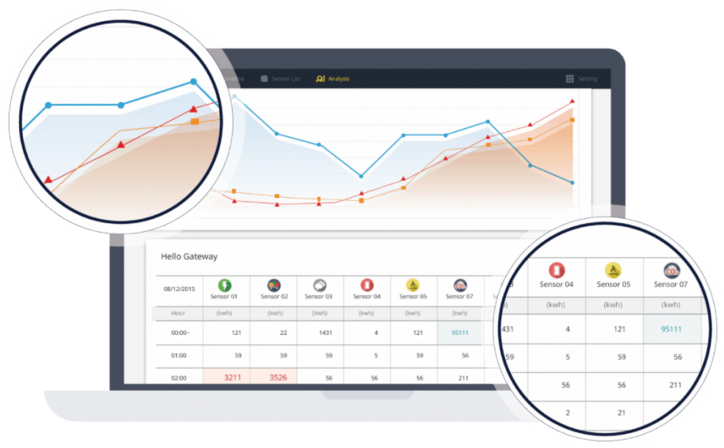 Sensor List
Analysis
Setting
Hello Gateway
08/12/2015 Sensor 01 Sensor 02 Sensor 03 Sensor 04 Sensor 05 Sensor 07
Hour (kwh) (kwh) (kwh) (kwh) (kwh) (kwh)
00:00- 121 22 1431 4 121 95111
01:00 59 59 59 5 59 56
02:00 3211 3526 56 56 56 211
Sensor 04 Sensor 05 Sensor 07
(kwh) (kwh) (kwh)
431 4 121 95111
59 5 59 56
56 56 211
2 21